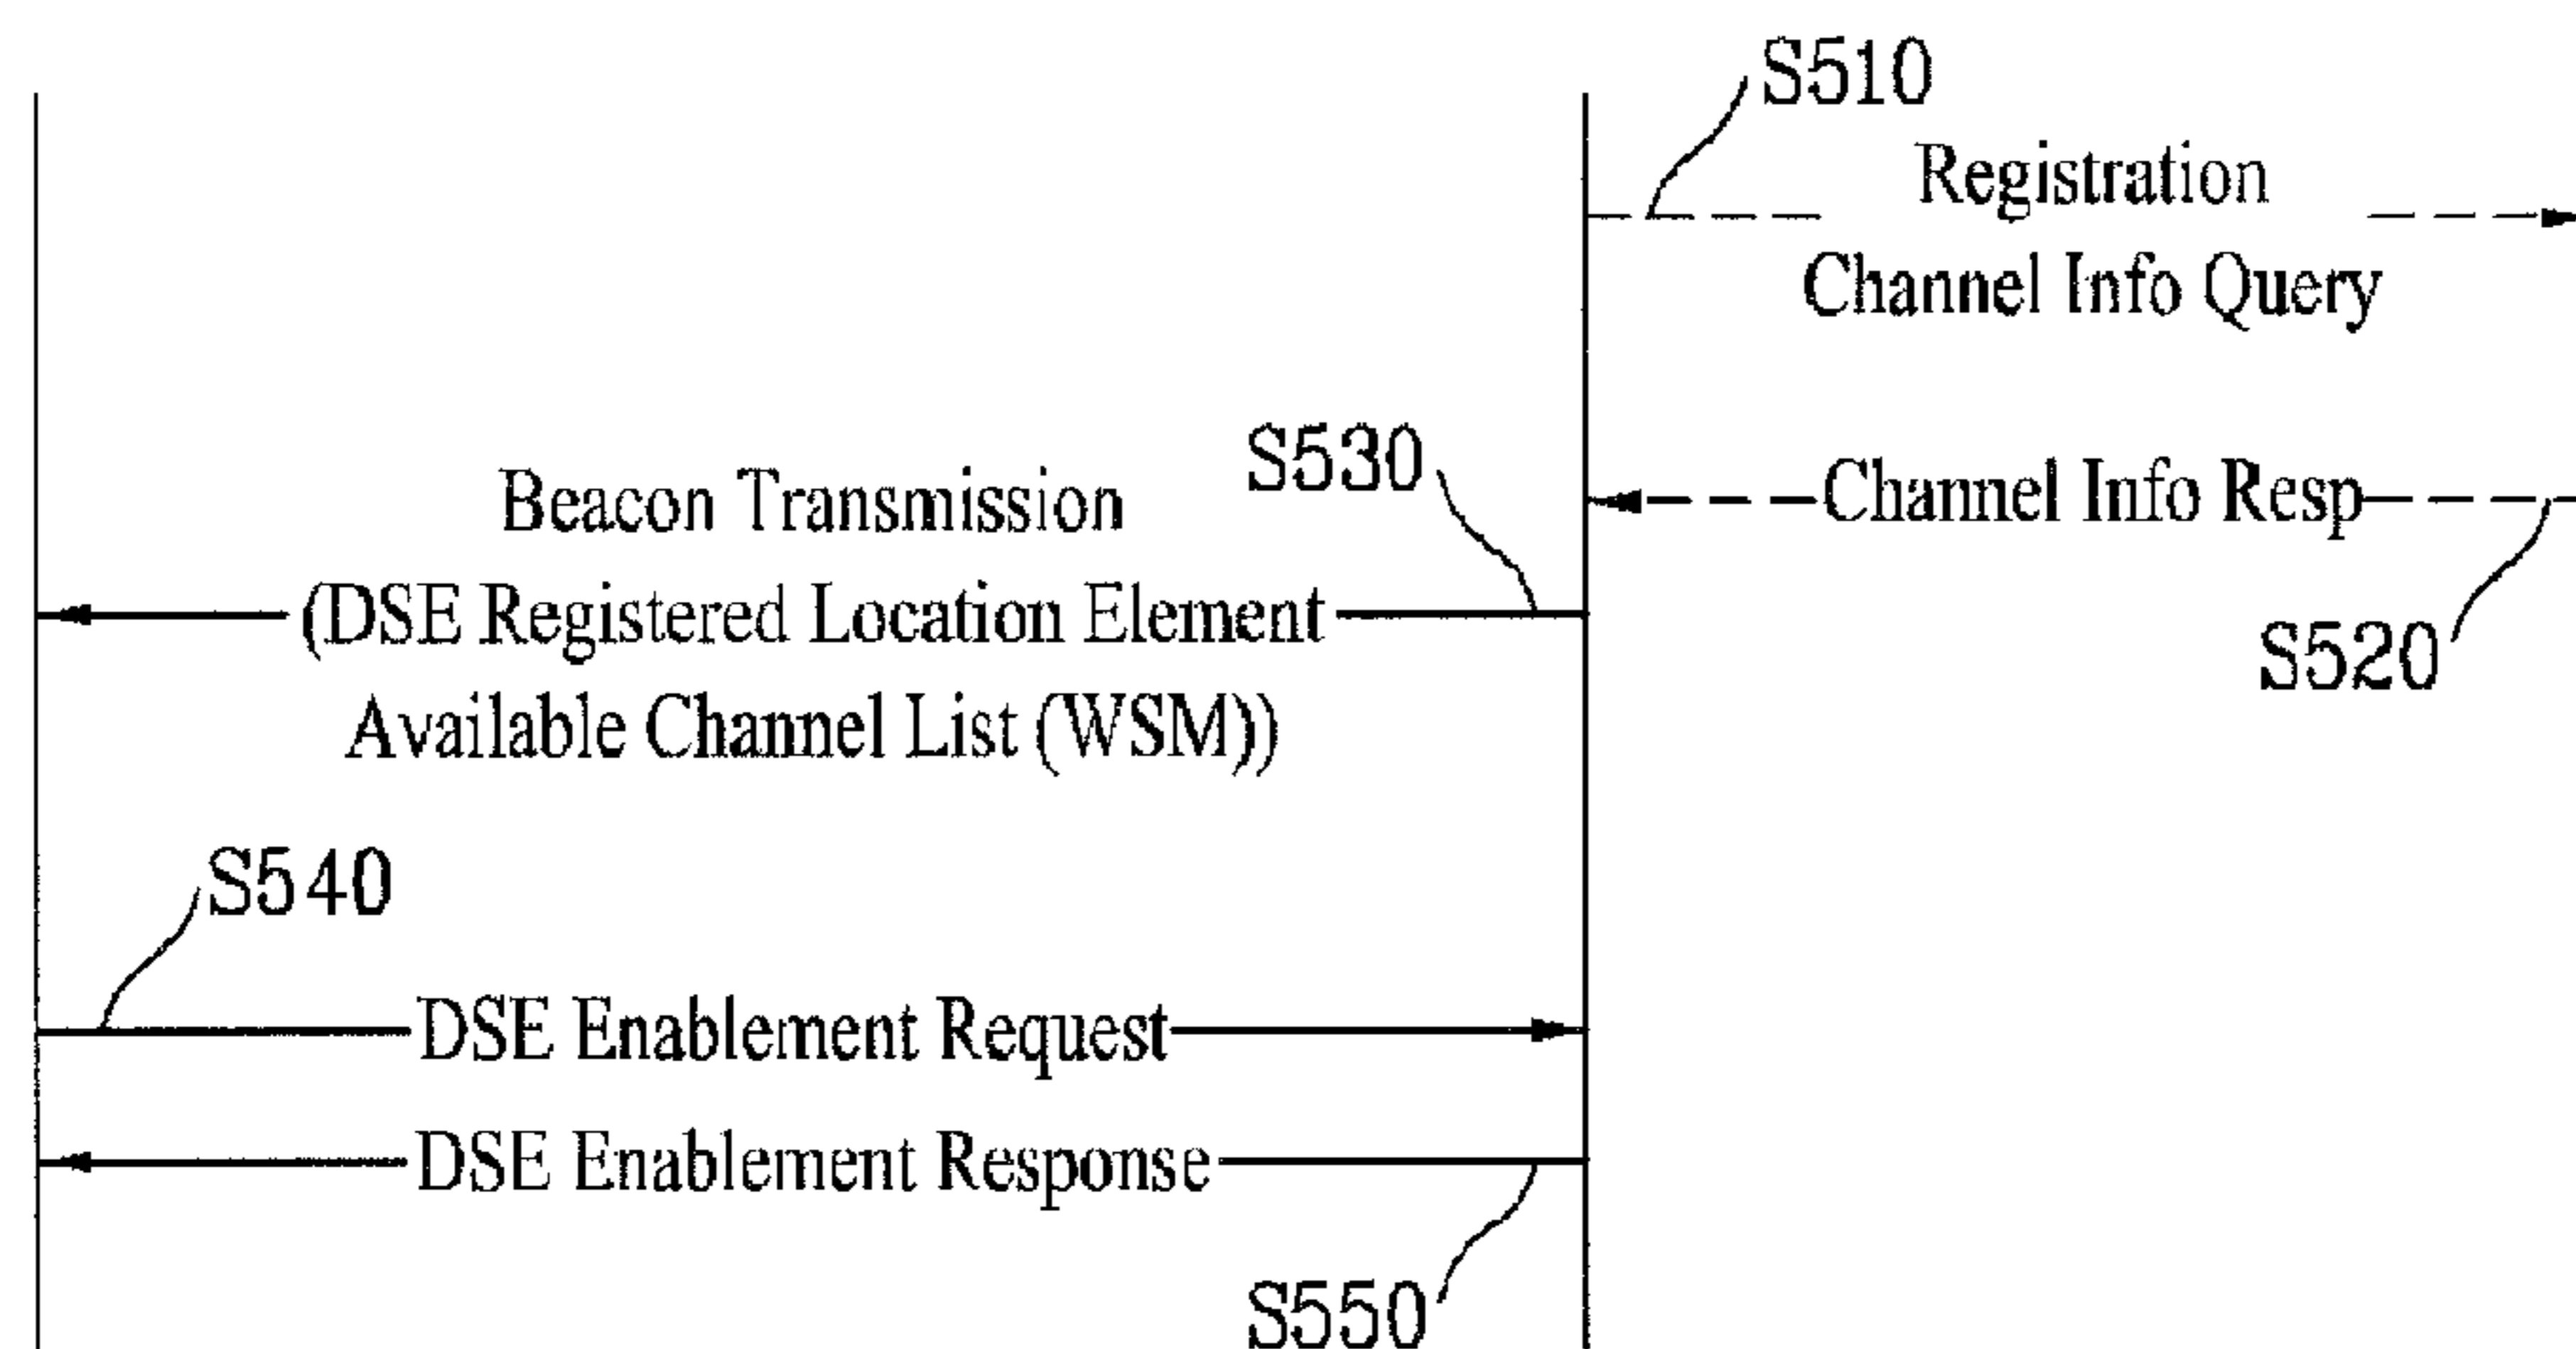 S510
Registration
Channel Info Query
S530
Channel Info Resp
Beacon Transmission
(DSE Registered Location Element
Available Channel List (WSM))
S520
S540
DSE Enablement Request
DSE Enablement Response
S550